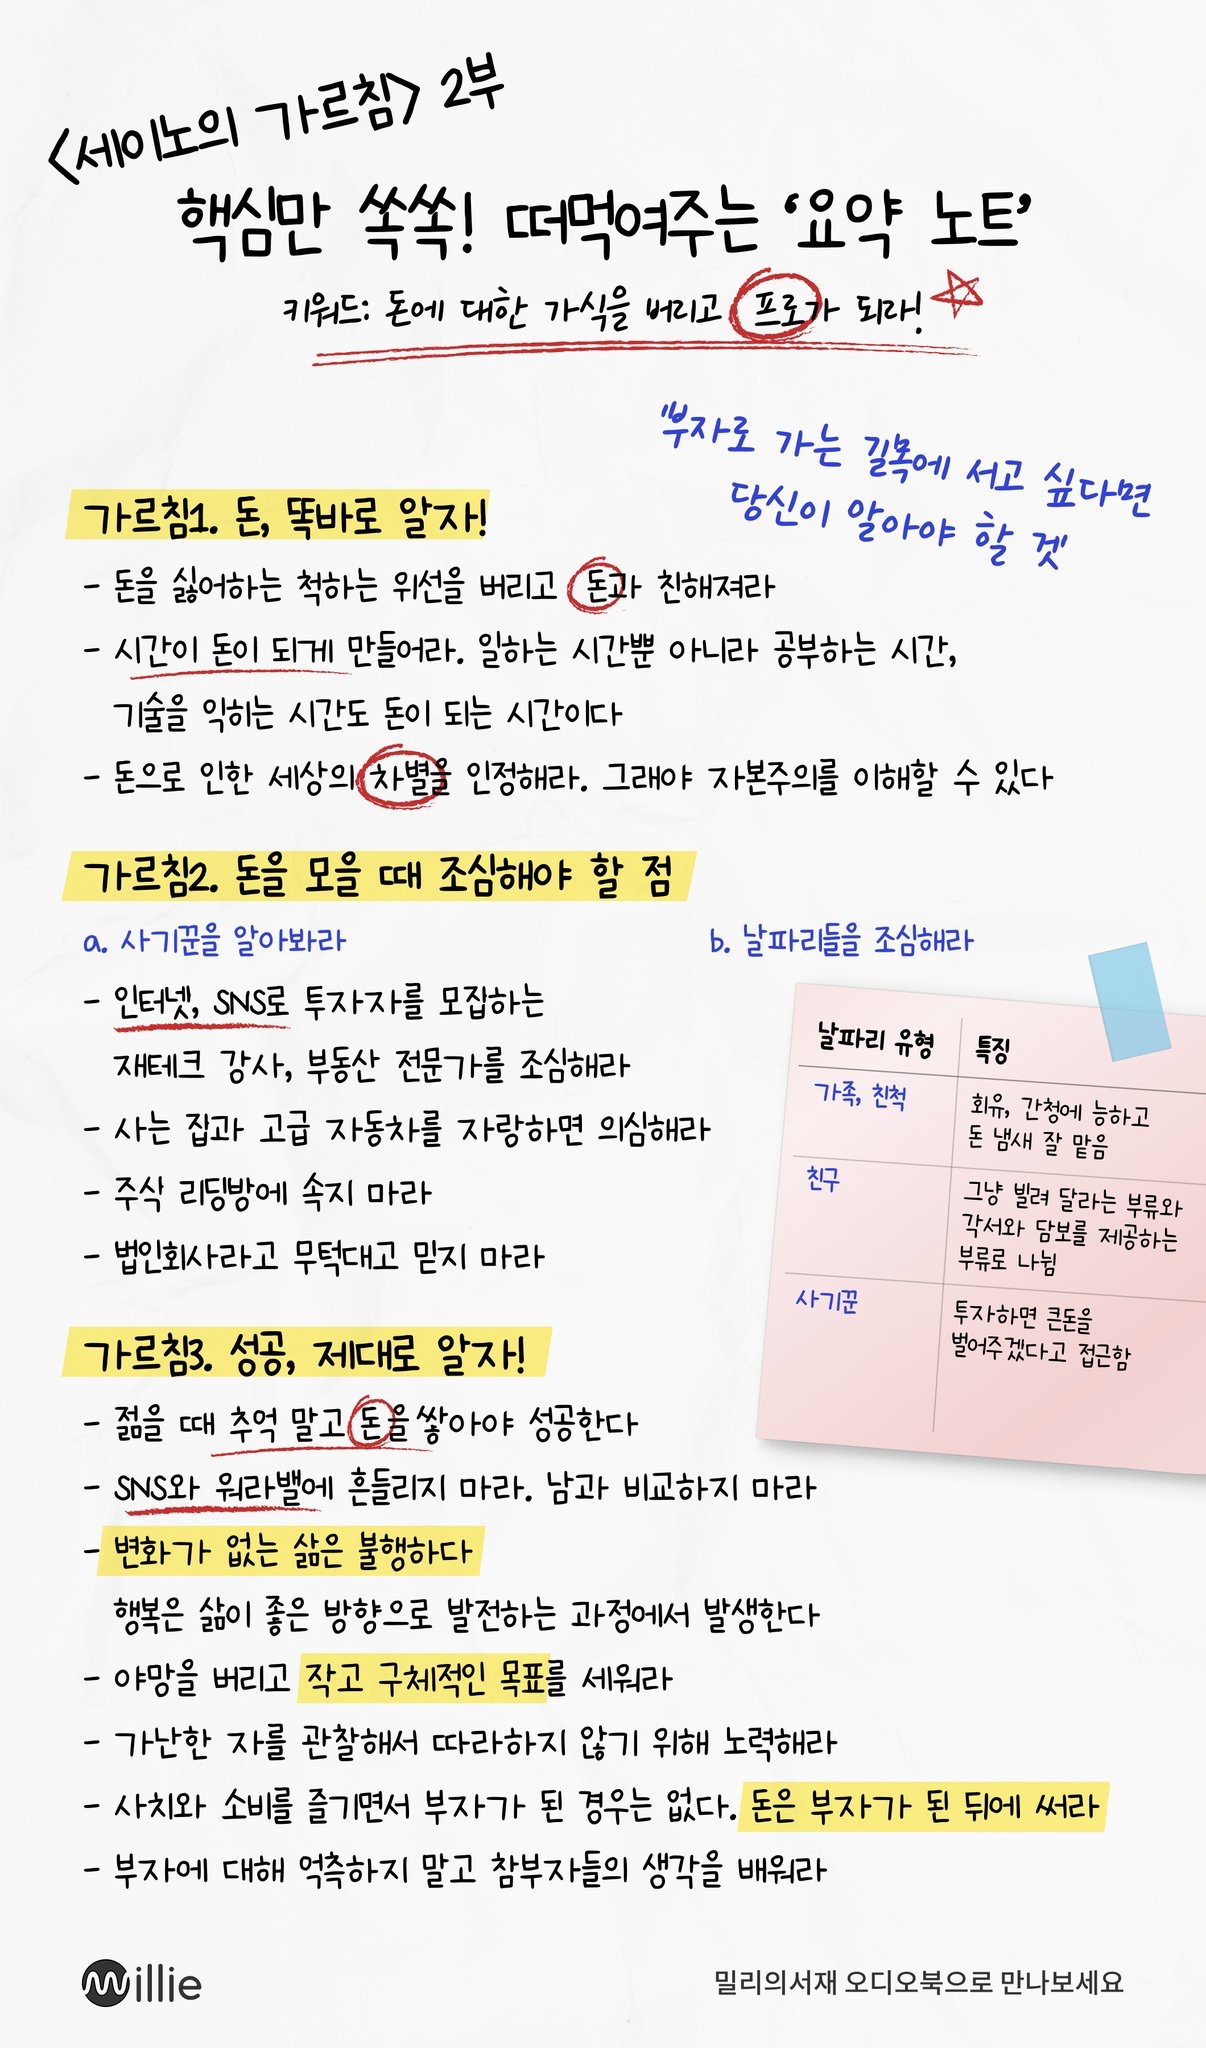 <세이노의 가르침> 2부
핵심만 쏙쏙! 떠먹여주는 ‘요약 노트’
키워드: 돈에 대한 가식을 버리고 프로가 되라!
"부자로 가는 길목에 서고 싶다면
당신이 알아야 할 것"
가르침1. 돈, 똑바로 알자!
- 돈을 싫어하는 척하는 위선을 버리고 돈과 친해져라
- 시간이 돈이 되게 만들어라. 일하는 시간뿐 아니라 공부하는 시간,
기술을 익히는 시간도 돈이 되는 시간이다
- 돈으로 인한 세상의 차별을 인정해라. 그래야 자본주의를 이해할 수 있다
가르침2. 돈을 모을 때 조심해야 할 점
a. 사기꾼을 알아봐라
- 인터넷, SNS로 투자자를 모집하는
재테크 강사, 부동산 전문가를 조심해라
- 사는 집과 고급 자동차를 자랑하면 의심해라
- 주식 리딩방에 속지 마라
- 법인회사라고 무턱대고 믿지 마라
b. 날파리들을 조심해라
날파리 유형 특징
가족, 친척 회유, 간청에 능하고
돈 냄새 잘 맡음
친구 그냥 빌려 달라는 부류와
각서와 담보를 제공하는
부류로 나뉨
사기꾼 투자하면 큰돈을
벌어주겠다고 접근함
가르침3. 성공, 제대로 알자!
- 젊을 때 추억 말고 돈을 쌓아야 성공한다
- SNS와 워라밸에 흔들리지 마라. 남과 비교하지 마라
- 변화가 없는 삶은 불행하다
행복은 삶이 좋은 방향으로 발전하는 과정에서 발생한다
- 야망을 버리고 작고 구체적인 목표를 세워라
- 가난한 자를 관찰해서 따라하지 않기 위해 노력해라
- 사치와 소비를 즐기면서 부자가 된 경우는 없다. 돈은 부자가 된 뒤에 써라
- 부자에 대해 억측하지 말고 참부자들의 생각을 배워라
Millie
밀리의서재 오디오북으로 만나보세요